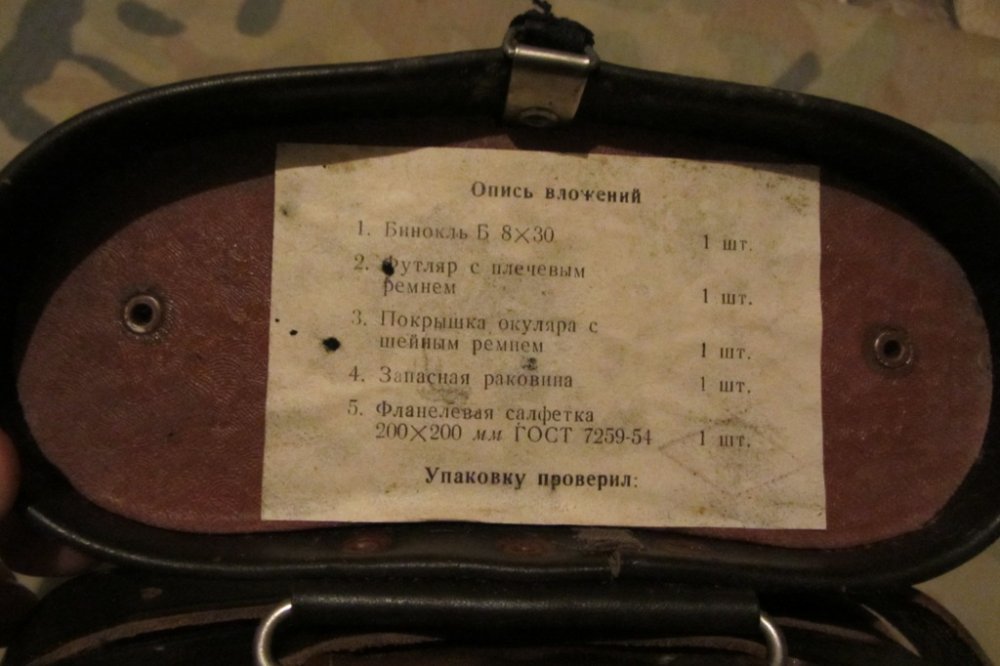 Опись вложений
1. Бинокль Б 8×30 1 шт.
2. Футляр с плечевым
ремнем 1 шт.
3. Покрышка окуляра с
шейным ремнем 1 шт.
4. Запасная раковина 1 шт.
5. Фланелевая салфетка
200×200 мм ГОСТ 7259-54 1 шт.
Упаковку проверил: